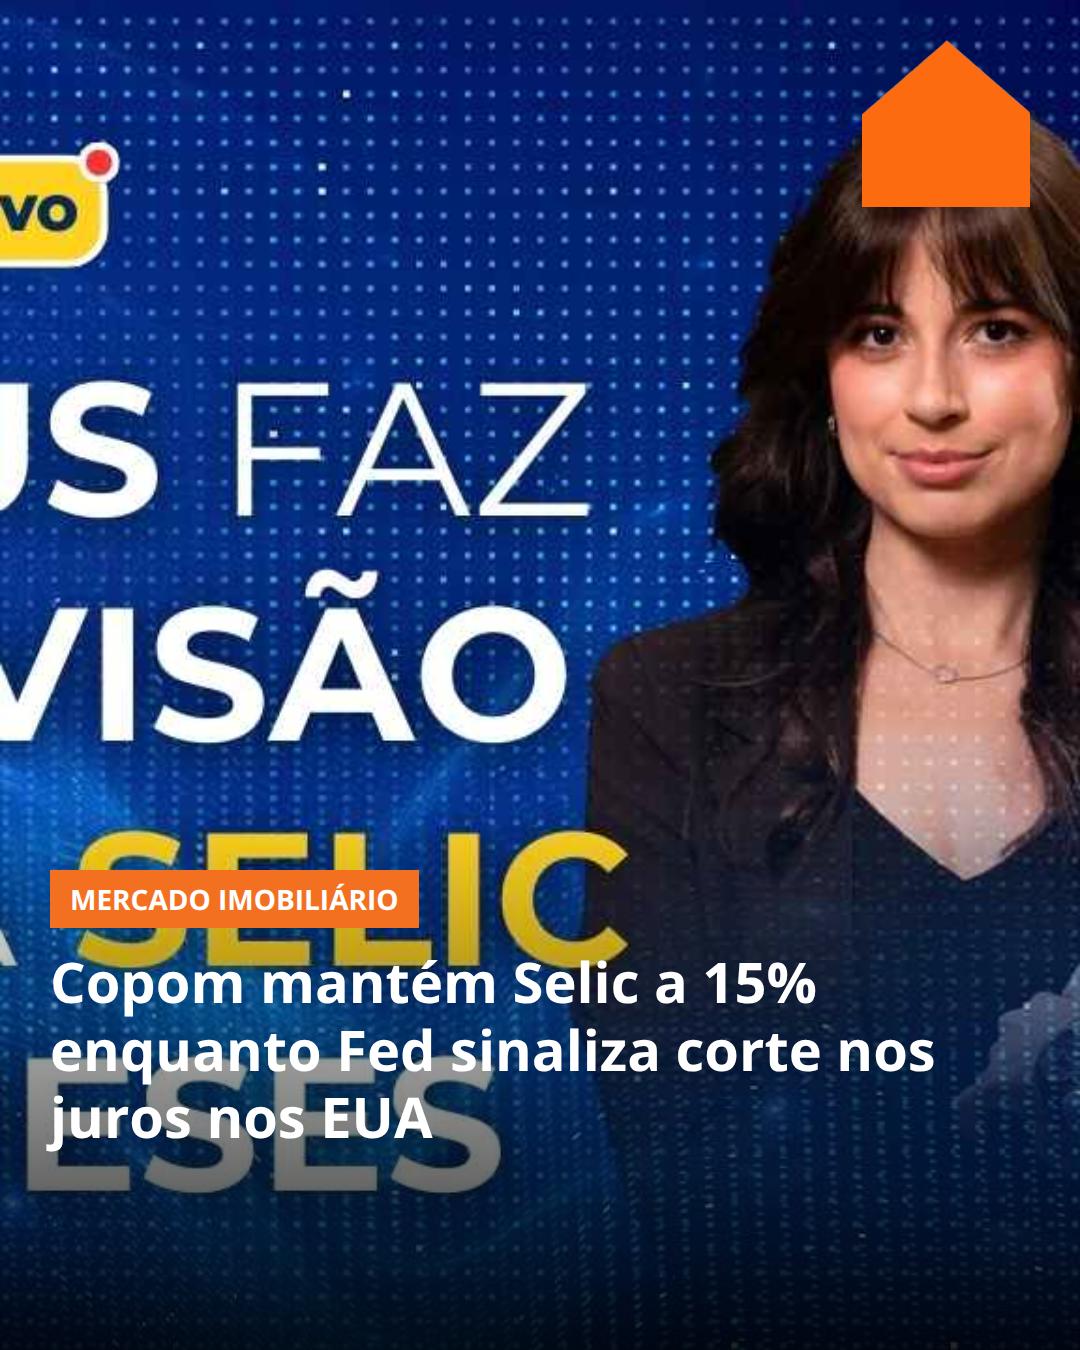 VO
US FAZ
VISÃO
A SELIC
MERCADO IMOBILIÁRIO
Copom mantém Selic a 15%
enquanto Fed sinaliza corte nos
juros nos EUA
ESES